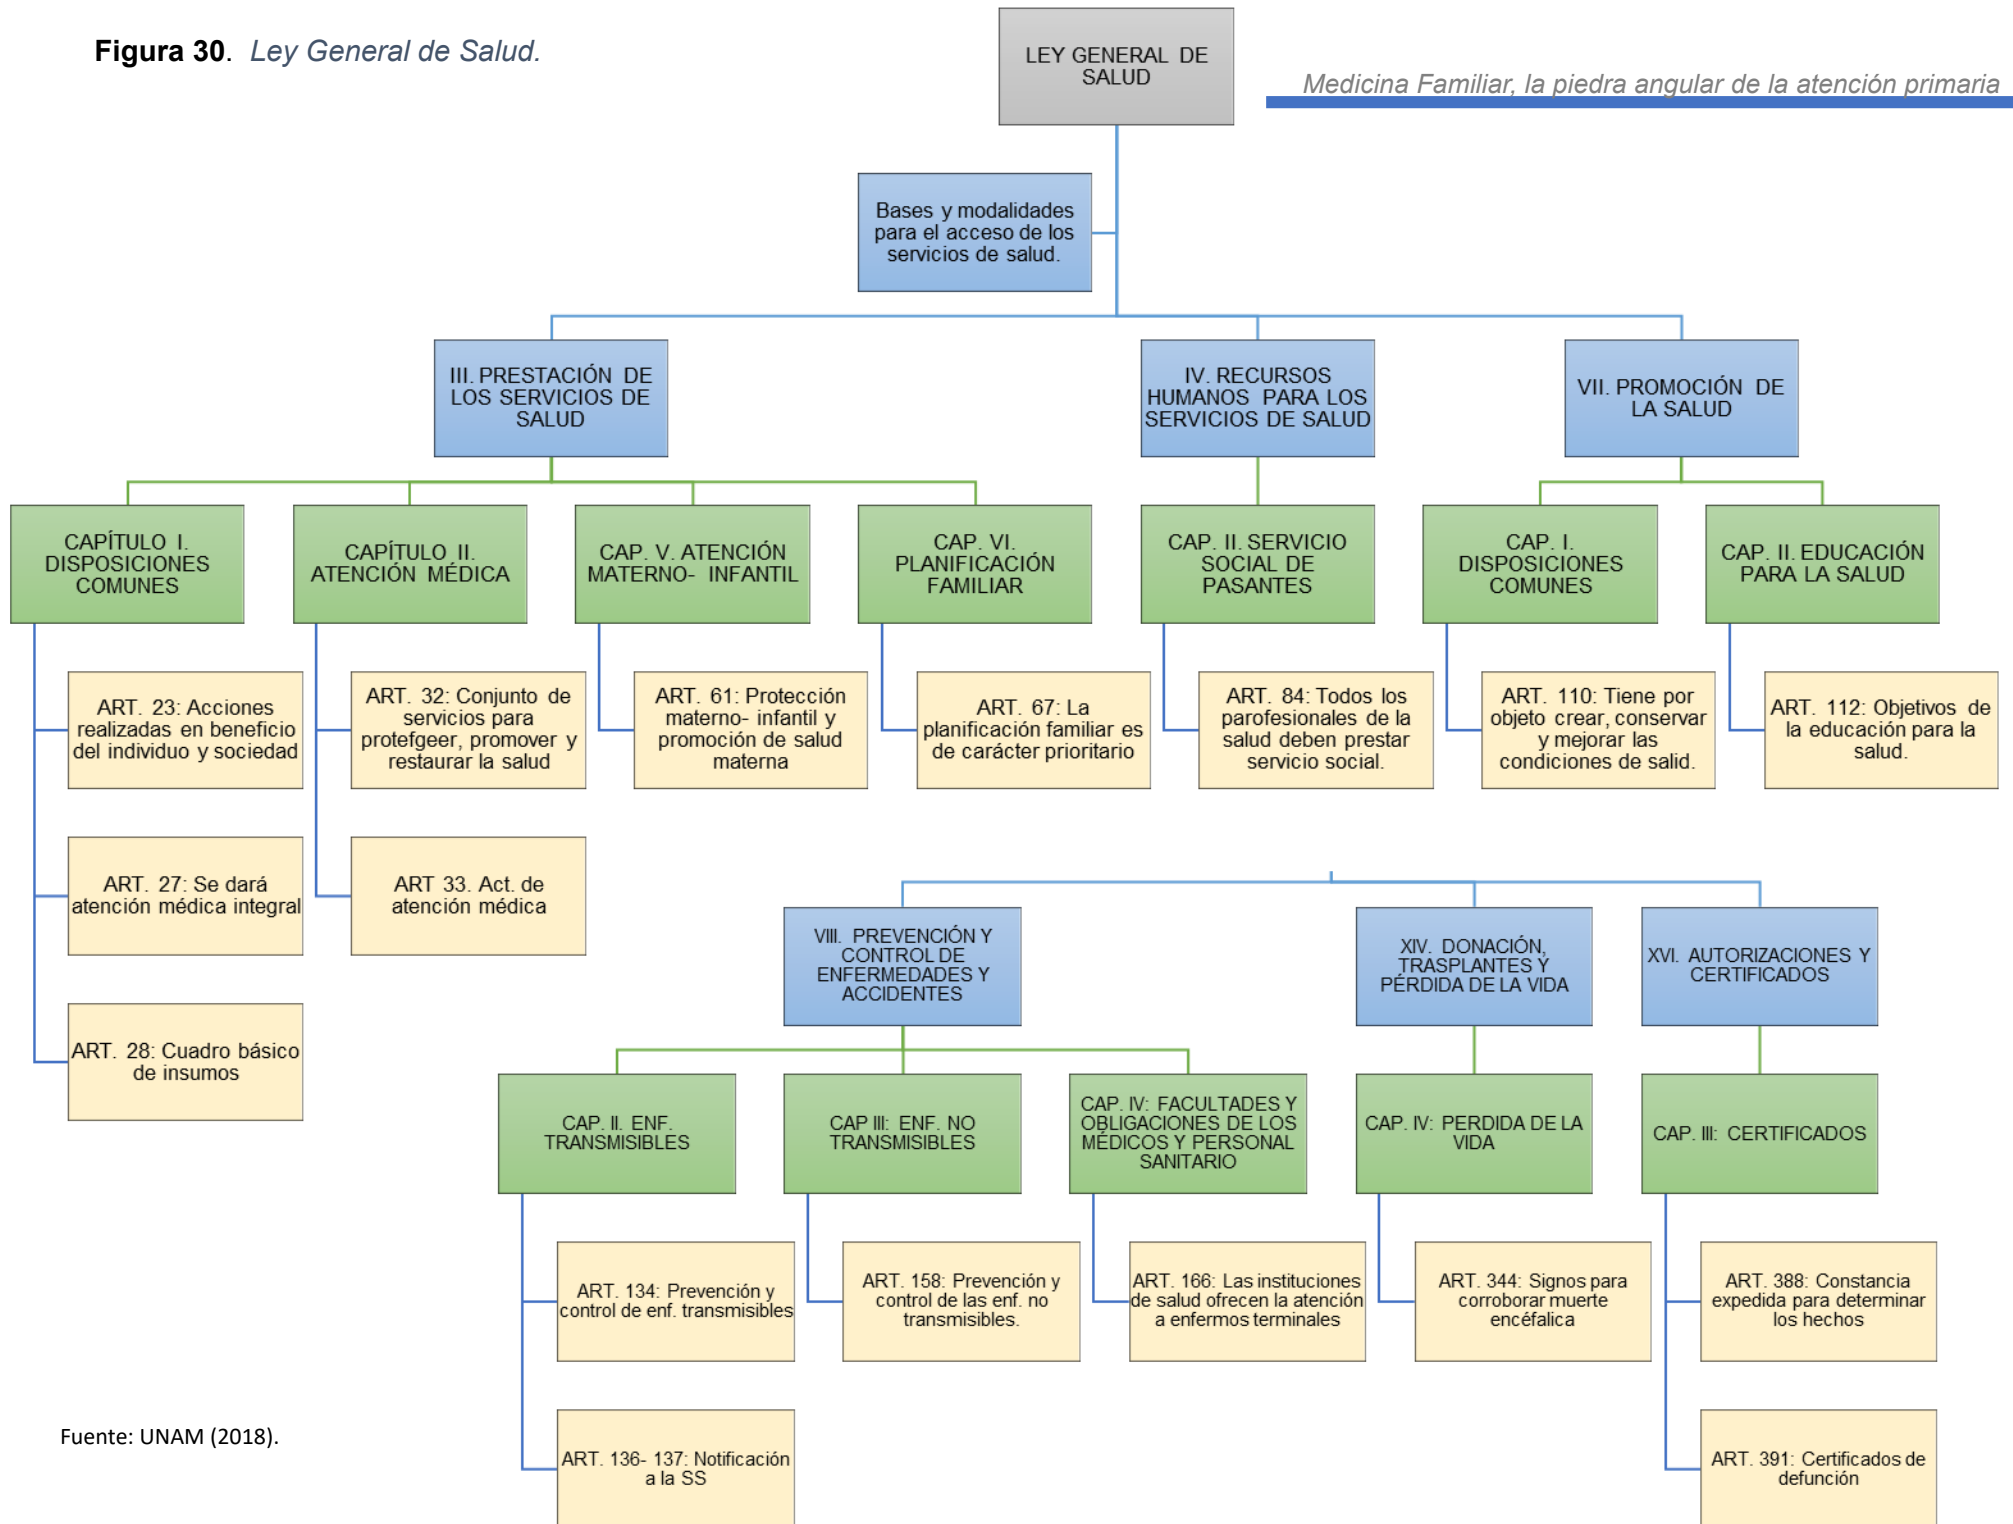 Figura 30. Ley General de Salud.
LEY GENERAL DE
SALUD
Medicina Familiar, la piedra angular de la atención primaria
Bases y modalidades
para el acceso de los
servicios de salud.
III. PRESTACIÓN DE
LOS SERVICIOS DE
SALUD
IV. RECURSOS
HUMANOS PARA LOS
SERVICIOS DE SALUD
VII. PROMOCIÓN DE
LA SALUD
CAPÍTULO I.
DISPOSICIONES
COMUNES
CAPÍTULO II.
ATENCIÓN MÉDICA
CAP. V. ATENCIÓN
MATERNO- INFANTIL
CAP. VI.
PLANIFICACIÓN
FAMILIAR
CAP. II. SERVICIO
SOCIAL DE
PASANTES
CAP. I.
DISPOSICIONES
COMUNES
CAP. II. EDUCACIÓN
PARA LA SALUD
ART. 23: Acciones
realizadas en beneficio
del individuo y sociedad
ART. 32: Conjunto de
servicios para
protefgeer, promover y
restaurar la salud
ART. 61: Protección
materno- infantil y
promoción de salud
materna
ART. 67: La
planificación familiar es
de carácter prioritario
ART. 84: Todos los
parofesionales de la
salud deben prestar
servicio social.
ART. 110: Tiene por
objeto crear, conservar
y mejorar las
condiciones de salid.
ART. 112: Objetivos de
la educación para la
salud.
ART. 27: Se dará
atención médica integral
ART 33. Act. de
atención médica
ART. 28: Cuadro básico
de insumos
VIII. PREVENCIÓN Y
CONTROL DE
ENFERMEDADES Y
ACCIDENTES
XIV. DONACIÓN,
TRASPLANTES Y
PÉRDIDA DE LA VIDA
XVI. AUTORIZACIONES Y
CERTIFICADOS
CAP. II. ENF.
TRANSMISIBLES
CAP III: ENF. NO
TRANSMISIBLES
CAP. IV: FACULTADES Y
OBLIGACIONES DE LOS
MÉDICOS Y PERSONAL
SANITARIO
CAP. IV: PERDIDA DE LA
VIDA
CAP. III: CERTIFICADOS
ART. 134: Prevención y
control de enf. transmisibles
ART. 158: Prevención y
control de las enf. no
transmisibles.
ART. 166: Las instituciones
de salud ofrecen la atención
a enfermos terminales
ART. 344: Signos para
corroborar muerte
encéfalica
ART. 388: Constancia
expedida para determinar
los hechos
ART. 136- 137: Notificación
a la SS
ART. 391: Certificados de
defunción
Fuente: UNAM (2018).